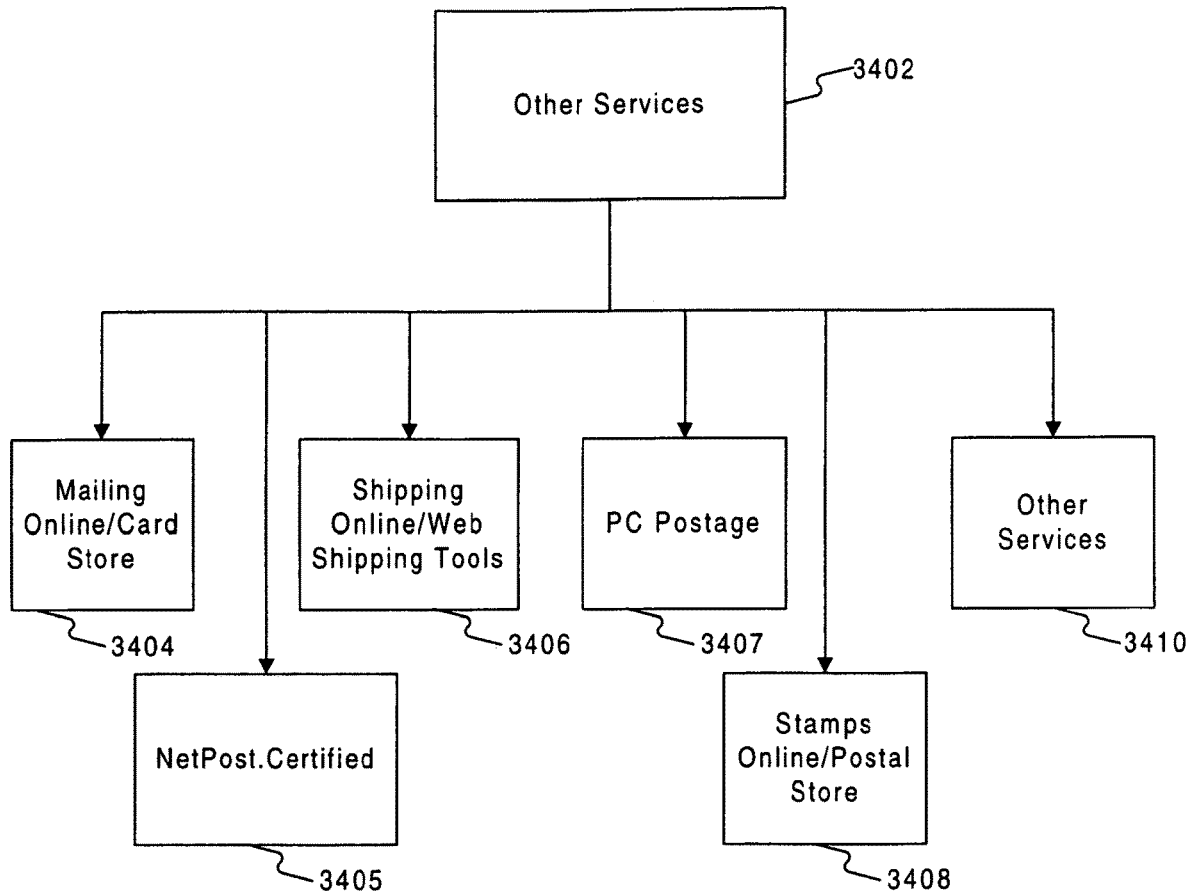 Other Services
3402
Mailing
Online/Card
Store
3404
Shipping
Online/Web
Shipping Tools
3406
PC Postage
3407
Other
Services
3410
NetPost.Certified
3405
Stamps
Online/Postal
Store
3408